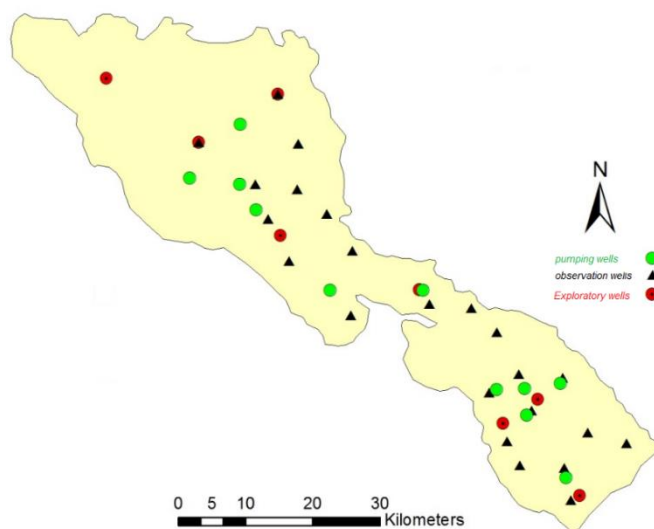 N
pumping wells
observation wells
Exploratory wells
0 5 10 20 30
Kilometers